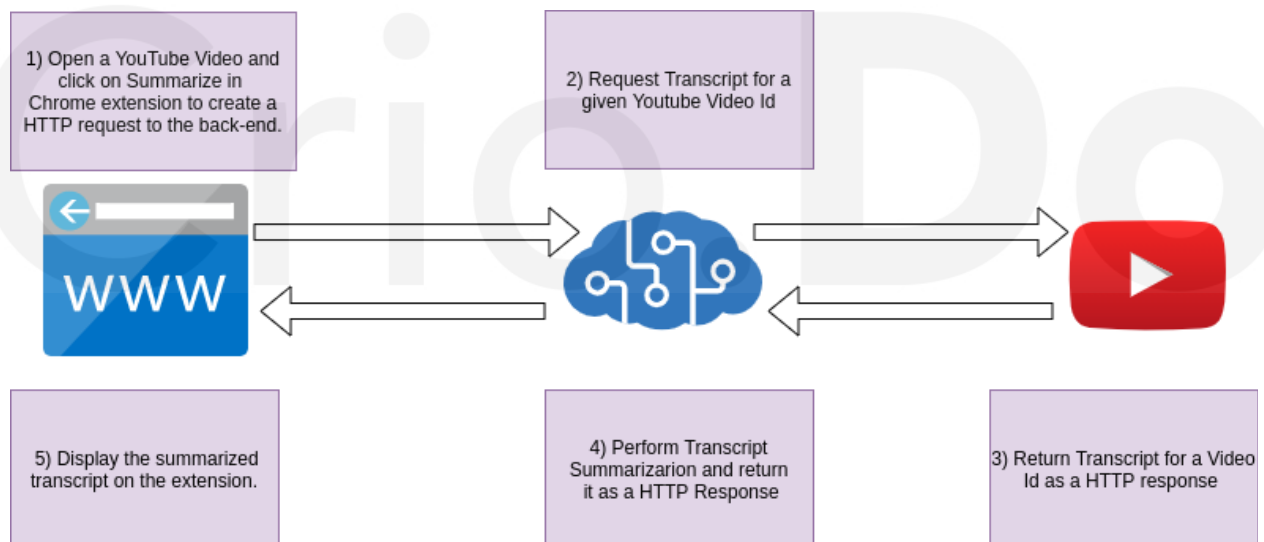 Crio Do
1) Open a YouTube Video and
click on Summarize in
Chrome extension to create a
HTTP request to the back-end.
2) Request Transcript for a
given Youtube Video Id
WWW
5) Display the summarized
transcript on the extension.
4) Perform Transcript
Summarizarion and return
it as a HTTP Response
3) Return Transcript for a Video
Id as a HTTP response